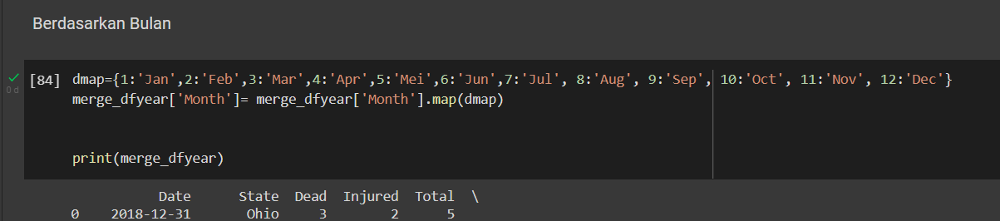 Berdasarkan Bulan
0 d
[84] dmap={1:'Jan',2:'Feb',3:'Mar',4:'Apr',5:'Mei',6:'Jun',7:'Jul', 8:'Aug', 9:'Sep', 10:'Oct', 11:'Nov', 12:'Dec'}
merge_dfyear['Month']= merge_dfyear['Month'].map(dmap)
print(merge_dfyear)
Date State Dead Injured Total \
0 2018-12-31 Ohio 3 2 5